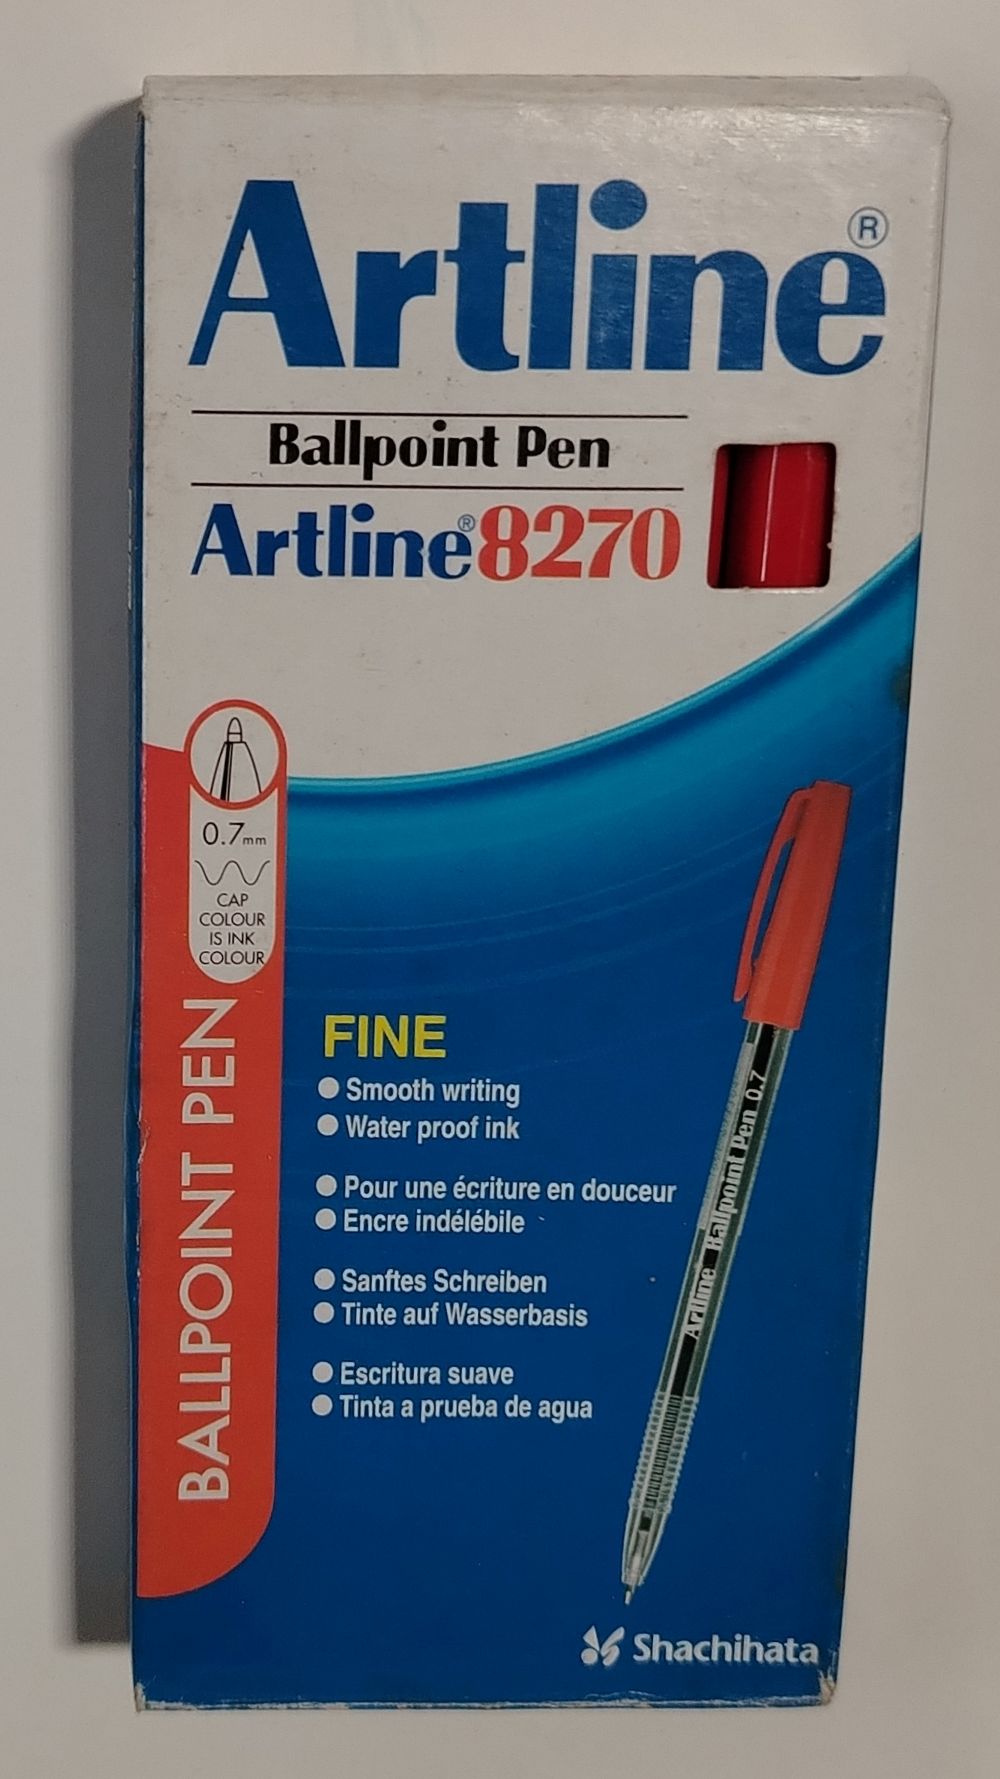 Artline®
Ballpoint Pen
Artline®8270
0.7mm
CAP
COLOUR
IS INK
COLOUR
BALLPOINT PEN
FINE
● Smooth writing
● Water proof ink
● Pour une écriture en douceur
● Encre indélébile
● Sanftes Schreiben
● Tinte auf Wasserbasis
● Escritura suave
● Tinta a prueba de agua
Artline Ballpoint Pen 0.7
Shachihata